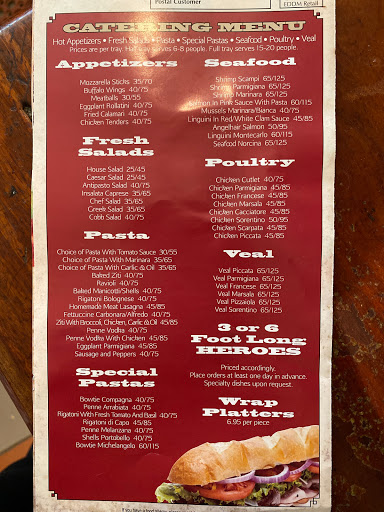 Postal Customer
EDDM Retail
CATERING MENU
Hot Appetizers • Fresh Salads • Pasta • Special Pastas • Seafood • Poultry • Veal
Prices are per tray. Half tray serves 6-8 people. Full tray serves 15-20 people.
Appetizers
Mozzarella Sticks 35/70
Buffalo Wings 40/75
Meatballs 30/55
Eggplant Rollatini 40/75
Fried Calamari 40/75
Chicken Tenders 40/75
Fresh
Salads
House Salad 25/45
Caesar Salad 25/45
Antipasto Salad 40/75
Insalata Caprese 35/65
Chef Salad 35/65
Greek Salad 35/65
Cobb Salad 40/75
Pasta
Choice of Pasta With Tomato Sauce 30/55
Choice of Pasta With Marinara 35/65
Choice of Pasta With Garlic & Oil 35/65
Baked Ziti 40/75
Ravioli 40/75
Baked Manicotti/Shells 40/75
Rigatoni Bolognese 40/75
Homemade Meat Lasagna 45/85
Fettuccine Carbonara/Alfredo 40/75
Ziti With Broccoli, Chicken, Garlic & Oil 45/85
Penne Vodka 40/75
Penne Vodka With Chicken 45/85
Eggplant Parmigiana 45/85
Sausage and Peppers 40/75
Special
Pastas
Bowtie Compagna 40/75
Penne Arrabiata 40/75
Rigatoni With Fresh Tomato And Basil 40/75
Rigatoni di Capo 45/85
Penne Melanzana 40/75
Shells Portobello 40/75
Bowtie Michelangelo 60/115
Seafood
Shrimp Scampi 65/125
Shrimp Parmigiana 65/125
Shrimp Marinara 65/125
Salmon In Pink Sauce With Pasta 60/115
Mussels Marinara/Bianca 40/75
Linguini In Red/White Clam Sauce 45/85
Angelhair Salmon 50/95
Linguini Montecarlo 60/115
Seafood Norcina 65/125
Poultry
Chicken Cutlet 40/75
Chicken Parmigiana 45/85
Chicken Francese 45/85
Chicken Marsala 45/85
Chicken Cacciatore 45/85
Chicken Sorentino 50/95
Chicken Scarpata 45/85
Chicken Piccata 45/85
Veal
Veal Piccata 65/125
Veal Parmigiana 65/125
Veal Francese 65/125
Veal Marsala 65/125
Veal Pizzaiola 65/125
Veal Sorentino 65/125
3 or 6
Foot Long
HEROES
Priced accordingly.
Place orders at least one day in advance.
Specialty dishes upon request.
Wrap
Platters
6.95 per piece